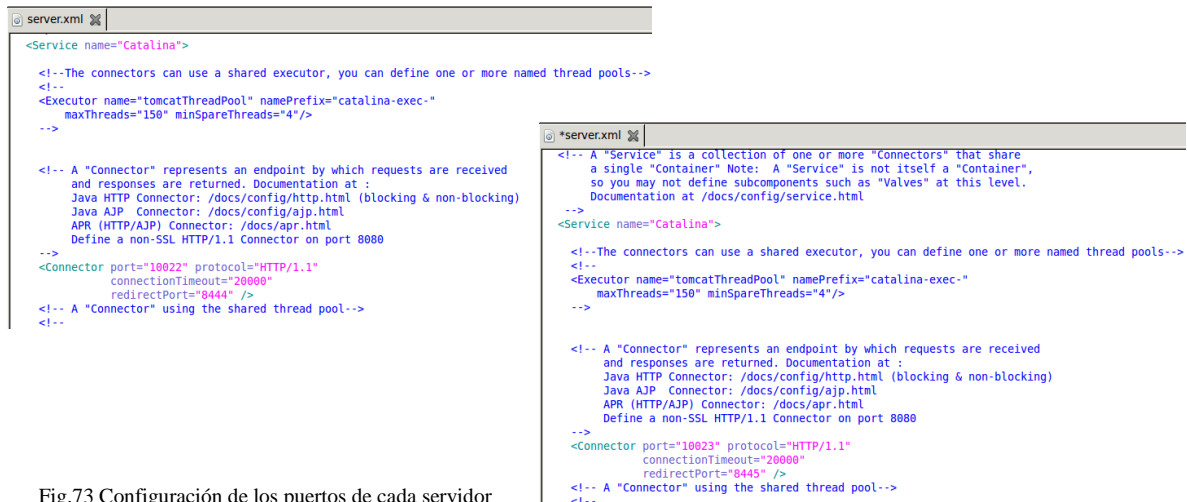 server.xml
<Service name="Catalina">
<!--The connectors can use a shared executor, you can define one or more named thread pools-->
<!--
<Executor name="tomcatThreadPool" namePrefix="catalina-exec-"
maxThreads="150" minSpareThreads="4"/>
-->
<!-- A "Connector" represents an endpoint by which requests are received
and responses are returned. Documentation at :
Java HTTP Connector: /docs/config/http.html (blocking & non-blocking)
Java AJP  Connector: /docs/config/ajp.html
APR (HTTP/AJP) Connector: /docs/apr.html
Define a non-SSL HTTP/1.1 Connector on port 8080
-->
<Connector port="10022" protocol="HTTP/1.1"
connectionTimeout="20000"
redirectPort="8444" />
<!-- A "Connector" using the shared thread pool-->
<!--
*server.xml
<!-- A "Service" is a collection of one or more "Connectors" that share
a single "Container" Note:  A "Service" is not itself a "Container",
so you may not define subcomponents such as "Valves" at this level.
Documentation at /docs/config/service.html
-->
<Service name="Catalina">
<!--The connectors can use a shared executor, you can define one or more named thread pools-->
<!--
<Executor name="tomcatThreadPool" namePrefix="catalina-exec-"
maxThreads="150" minSpareThreads="4"/>
-->
<!-- A "Connector" represents an endpoint by which requests are received
and responses are returned. Documentation at :
Java HTTP Connector: /docs/config/http.html (blocking & non-blocking)
Java AJP  Connector: /docs/config/ajp.html
APR (HTTP/AJP) Connector: /docs/apr.html
Define a non-SSL HTTP/1.1 Connector on port 8080
-->
<Connector port="10023" protocol="HTTP/1.1"
connectionTimeout="20000"
redirectPort="8445" />
<!-- A "Connector" using the shared thread pool-->
<!--
Fig.73 Configuración de los puertos de cada servidor